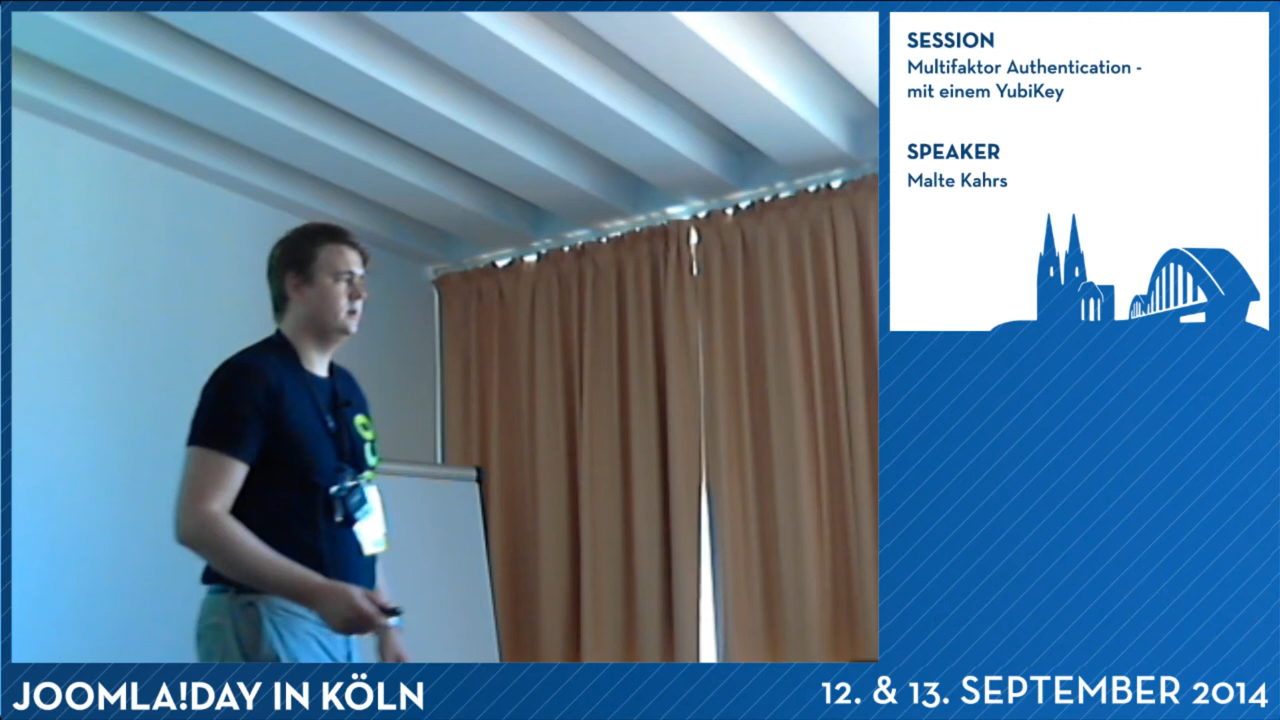 SESSION
Multifaktor Authentication -
mit einem YubiKey
SPEAKER
Malte Kahrs
JOOMLA!DAY IN KÖLN
12. & 13. SEPTEMBER 2014